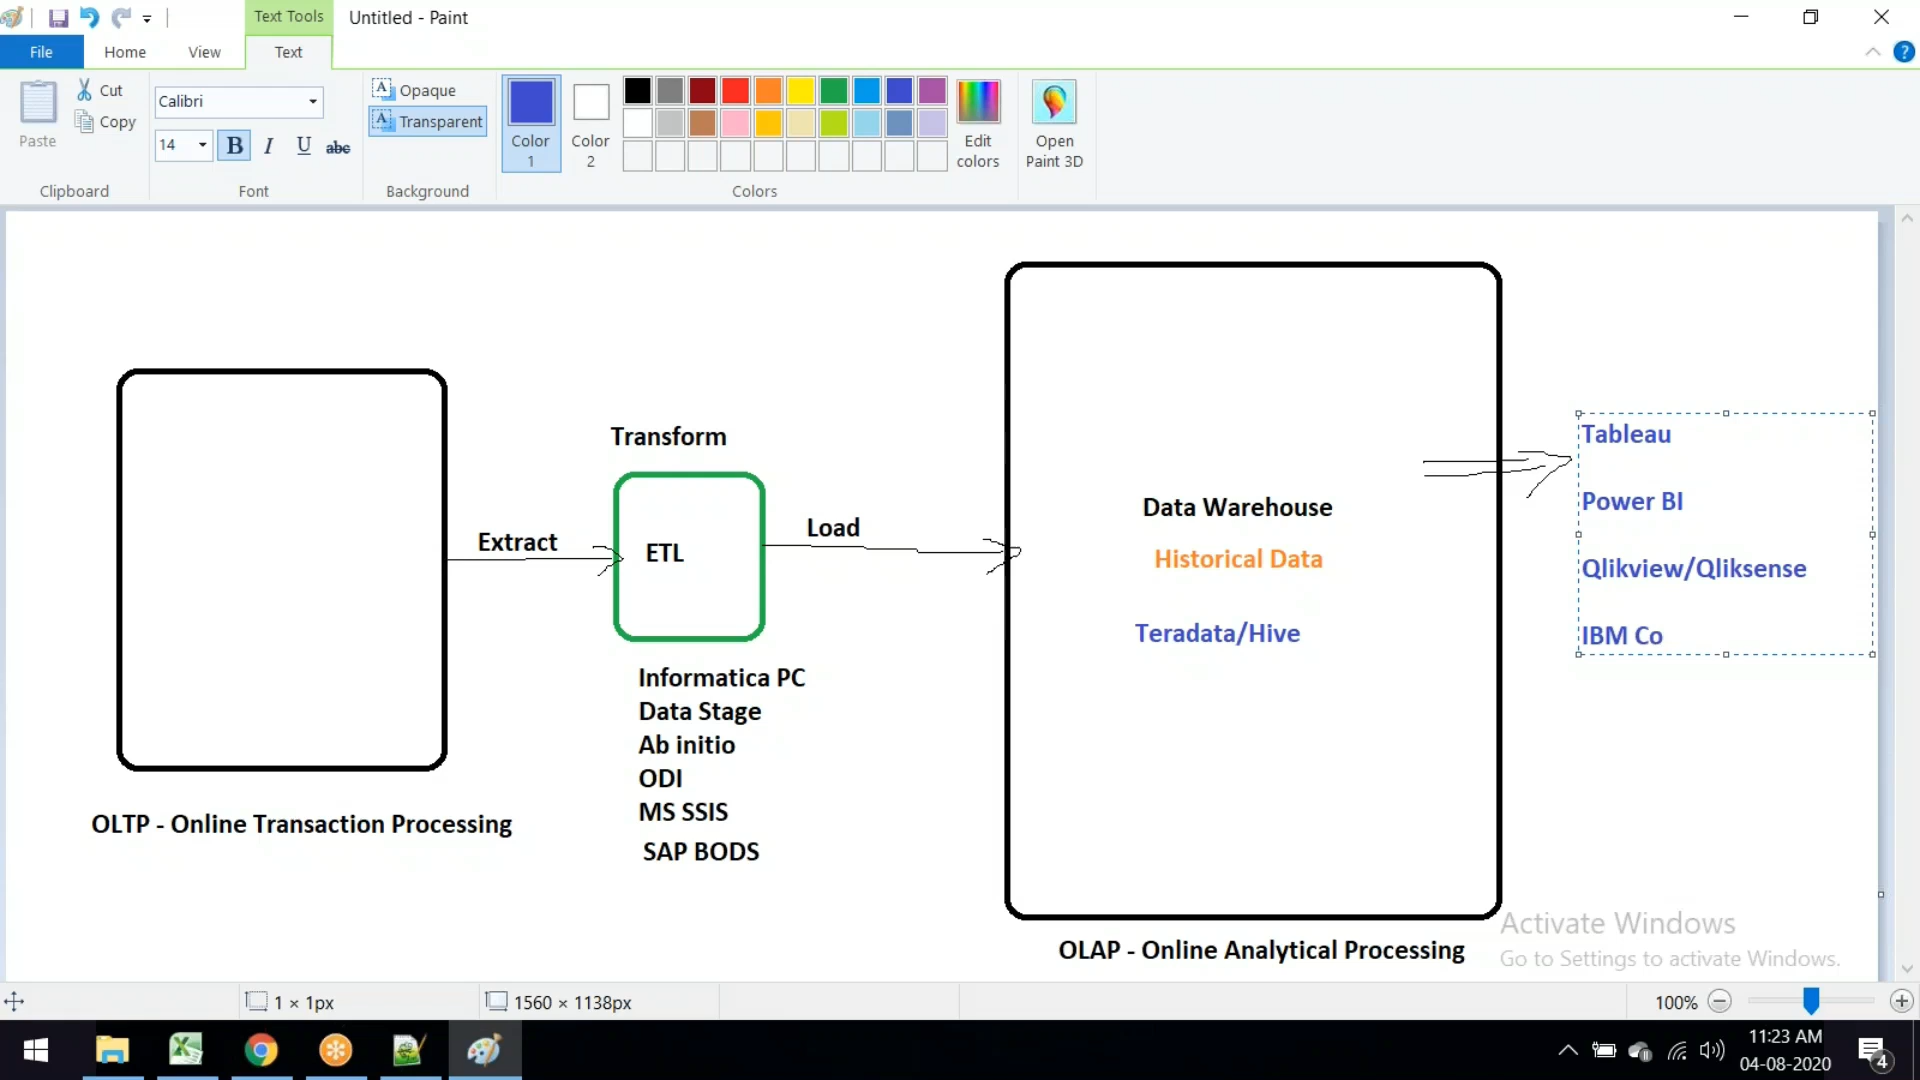 Text Tools
Untitled - Paint
File
Home
View
Text
Paste
Cut
Copy
Clipboard
Calibri
14
B
I
U
abc
Font
Opaque
Transparent
Background
Color
1
Color
2
Colors
Edit
colors
Open
Paint 3D
Transform
Extract
ETL
Load
Informatica PC
Data Stage
Ab initio
ODI
MS SSIS
SAP BODS
OLTP - Online Transaction Processing
Data Warehouse
Historical Data
Teradata/Hive
OLAP - Online Analytical Processing
Tableau
Power BI
Qlikview/Qliksense
IBM Co
Activate Windows
Go to Settings to activate Windows.
1 × 1px
1560 × 1138px
100%
11:23 AM
04-08-2020
4